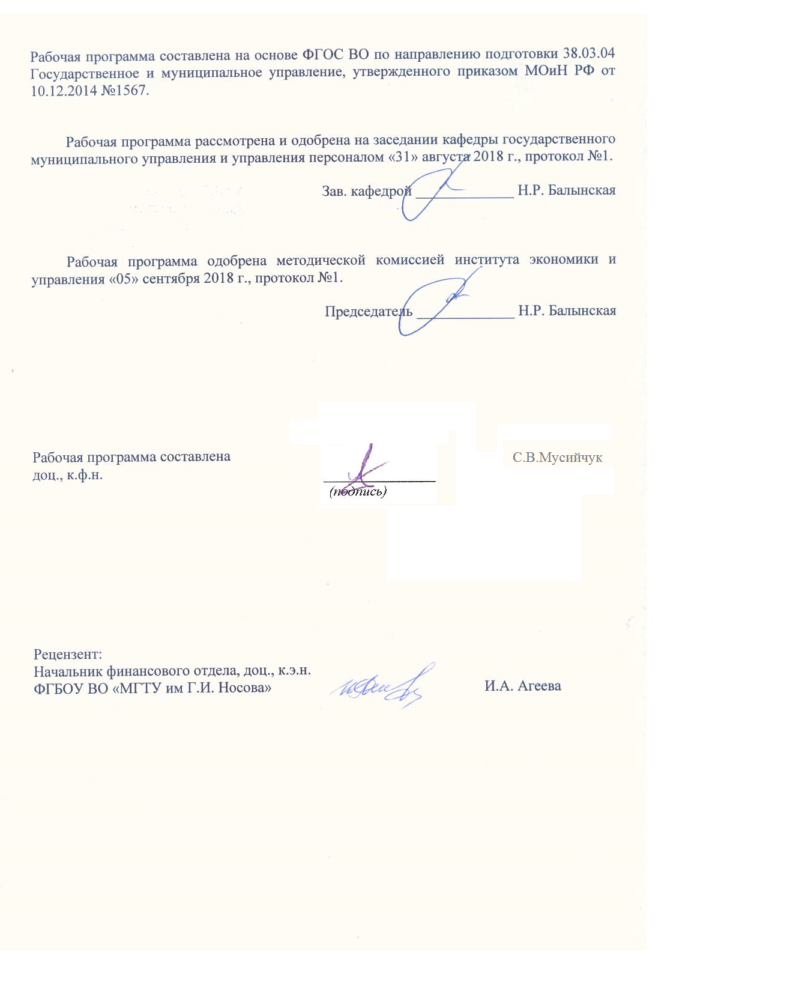 Рабочая программа составлена на основе ФГОС ВО по направлению подготовки 38.03.04
Государственное и муниципальное управление, утвержденного приказом МОиН РФ от
10.12.2014 №1567.
Рабочая программа рассмотрена и одобрена на заседании кафедры государственного
муниципального управления и управления персоналом «31» августа 2018 г., протокол №1.
Зав. кафедрой _____________ Н.Р. Балынская
Рабочая программа одобрена методической комиссией института экономики и
управления «05» сентября 2018 г., протокол №1.
Председатель _____________ Н.Р. Балынская
Рабочая программа составлена С.В.Мусийчук
доц., к.ф.н.
(подпись)
Рецензент:
Начальник финансового отдела, доц., к.э.н.
ФГБОУ ВО «МГТУ им Г.И. Носова» И.А. Агеева